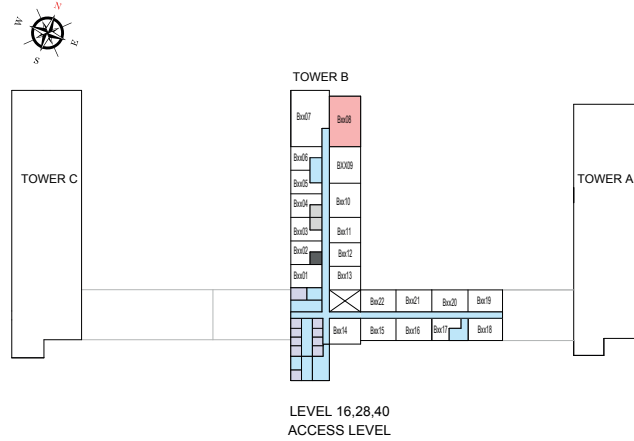 N
W
E
S
TOWER B
Bxx07
Bxx08
Bxx06
BXX09
Bxx05
TOWER C
TOWER A
Bxx04
Bxx10
Bxx03
Bxx11
Bxx02
Bxx12
Bxx01
Bxx13
Bxx22
Bxx21
Bxx20
Bxx19
Bxx14
Bxx15
Bxx16
Bxx17
Bxx18
LEVEL 16,28,40
ACCESS LEVEL